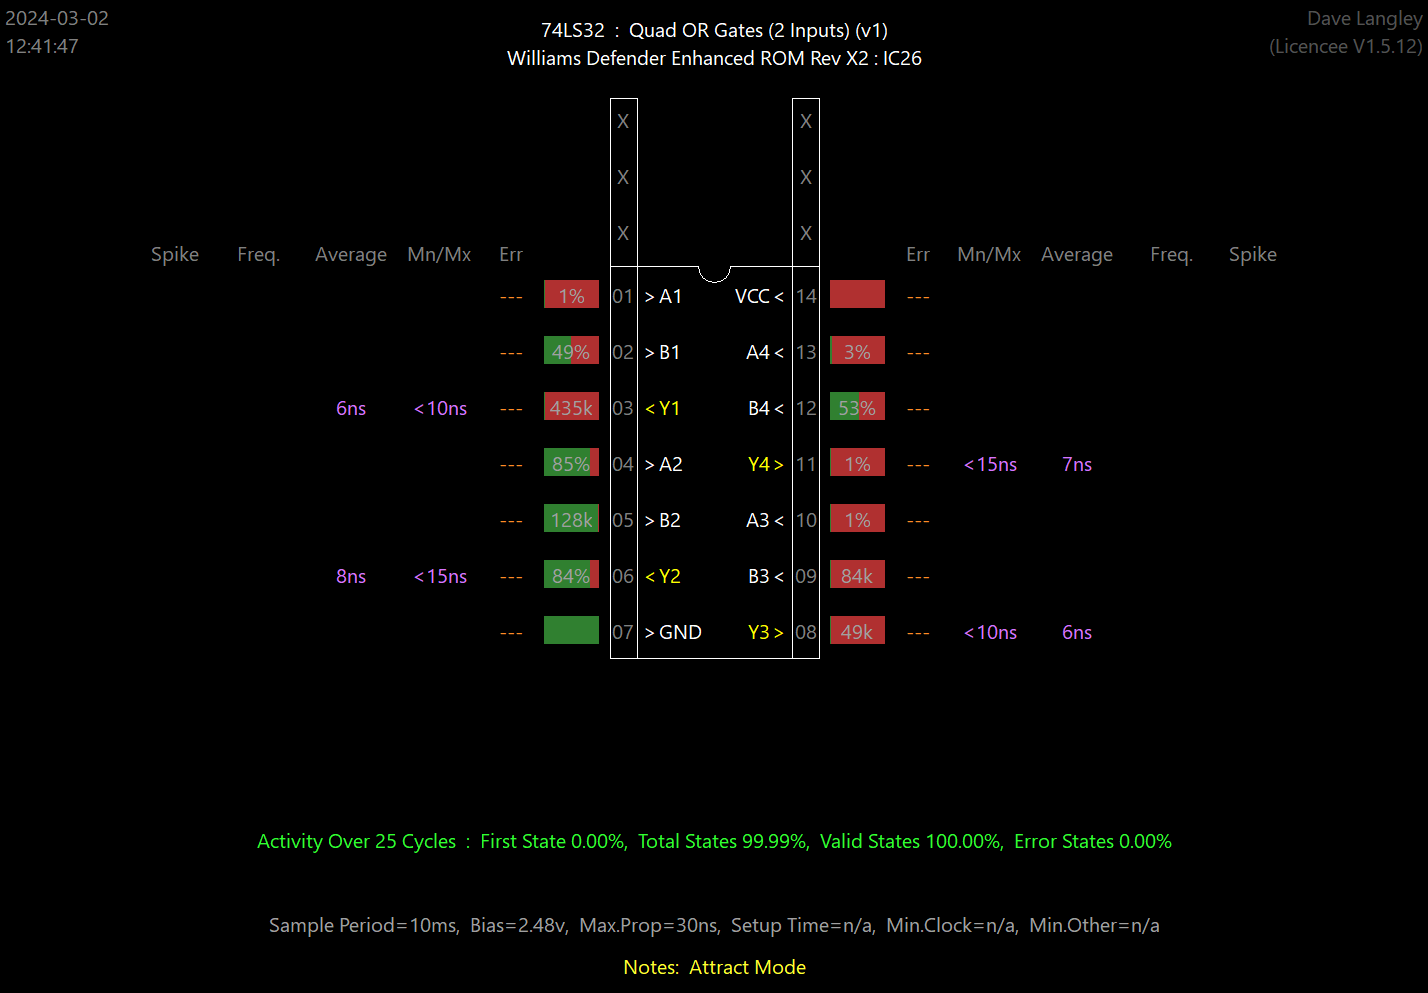 2024-03-02
12:41:47
74LS32 : Quad OR Gates (2 Inputs) (v1)
Williams Defender Enhanced ROM Rev X2 : IC26
Dave Langley
(Licencee V1.5.12)
X X
X X
X X
Spike Freq. Average Mn/Mx Err Err Mn/Mx Average Freq. Spike
--- 1% 01 >A1 VCC< 14 ---
--- 49% 02 >B1 A4< 13 3% ---
6ns <10ns --- 435k 03 <Y1 B4< 12 53% ---
--- 85% 04 >A2 Y4> 11 1% --- <15ns 7ns
--- 128k 05 >B2 A3< 10 1% ---
8ns <15ns --- 84% 06 <Y2 B3< 09 84k ---
--- 07 >GND Y3> 08 49k --- <10ns 6ns
Activity Over 25 Cycles : First State 0.00%, Total States 99.99%, Valid States 100.00%, Error States 0.00%
Sample Period=10ms, Bias=2.48v, Max.Prop=30ns, Setup Time=n/a, Min.Clock=n/a, Min.Other=n/a
Notes: Attract Mode